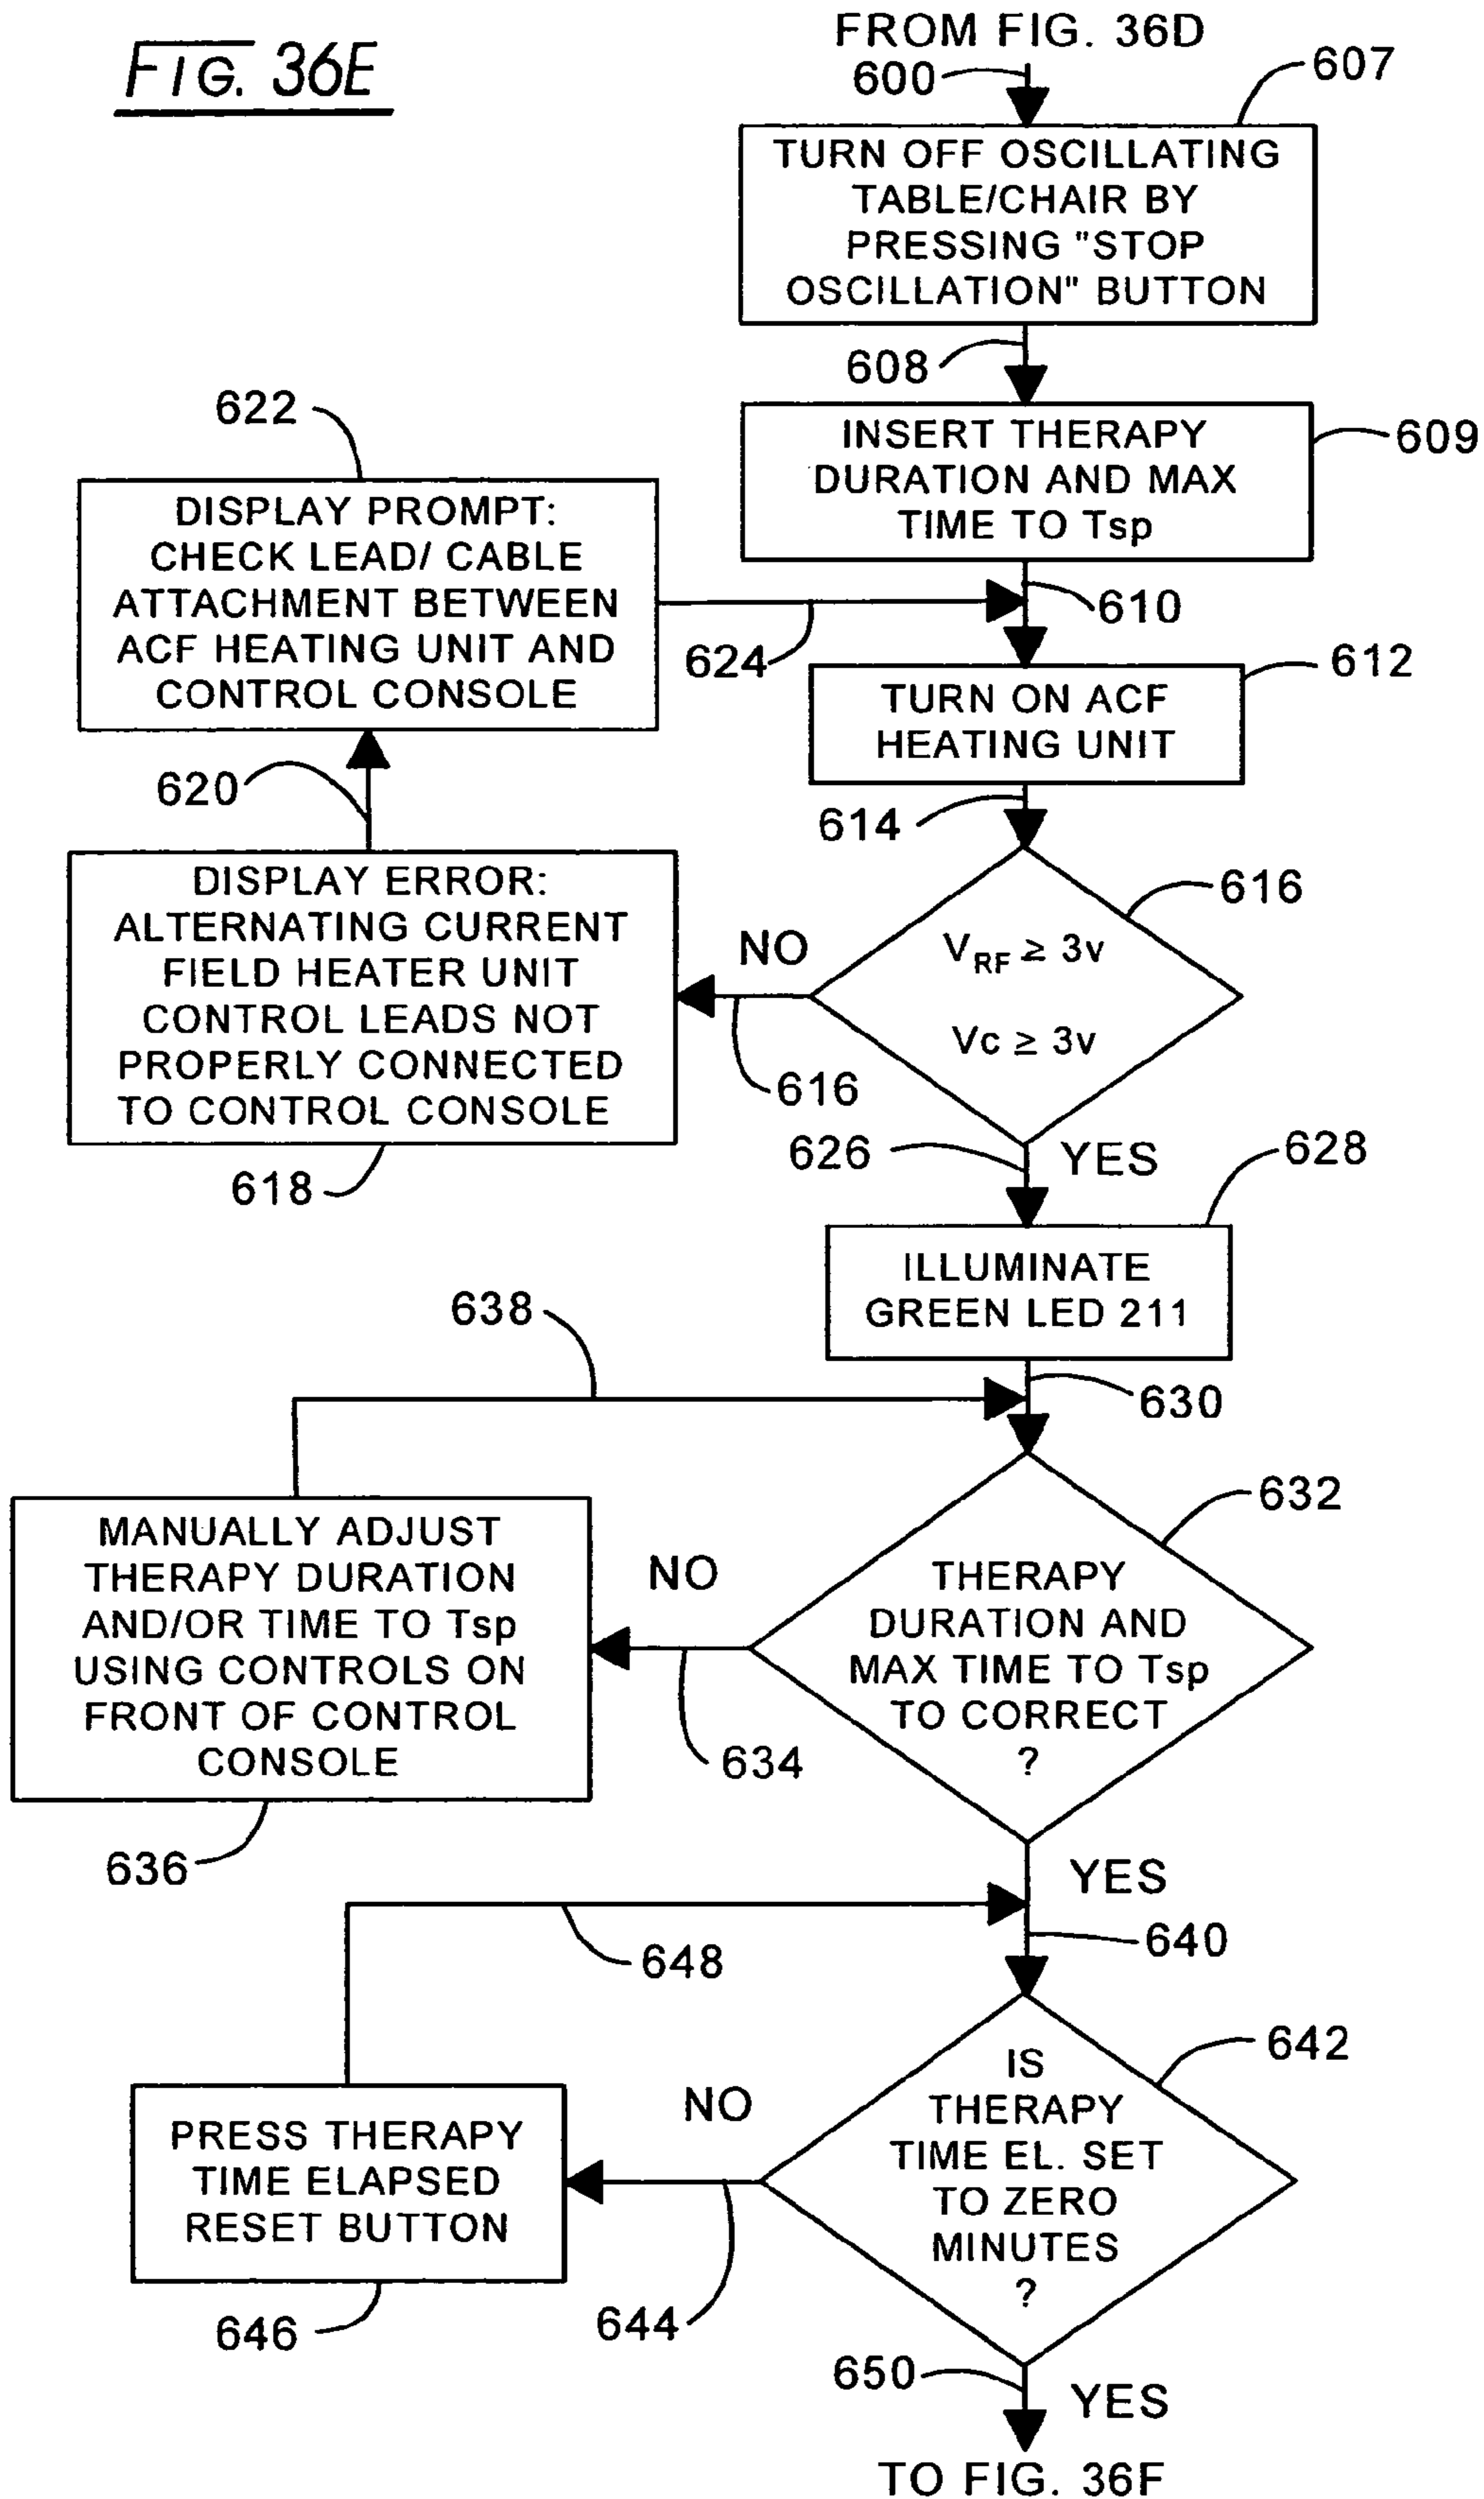 FIG. 36E
FROM FIG. 36D
600
607
TURN OFF OSCILLATING
TABLE/CHAIR BY
PRESSING "STOP
OSCILLATION" BUTTON
608
609
INSERT THERAPY
DURATION AND MAX
TIME TO Tsp
622
DISPLAY PROMPT:
CHECK LEAD/ CABLE
ATTACHMENT BETWEEN
ACF HEATING UNIT AND
CONTROL CONSOLE
624
610
612
TURN ON ACF
HEATING UNIT
620
614
616
VRF ≥ 3v
Vc ≥ 3v
NO
616
DISPLAY ERROR:
ALTERNATING CURRENT
FIELD HEATER UNIT
CONTROL LEADS NOT
PROPERLY CONNECTED
TO CONTROL CONSOLE
618
626
YES
628
ILLUMINATE
GREEN LED 211
638
630
632
THERAPY
DURATION AND
MAX TIME TO Tsp
TO CORRECT
?
NO
634
MANUALLY ADJUST
THERAPY DURATION
AND/OR TIME TO Tsp
USING CONTROLS ON
FRONT OF CONTROL
CONSOLE
636
YES
648
640
642
IS
THERAPY
TIME EL. SET
TO ZERO
MINUTES
?
NO
644
PRESS THERAPY
TIME ELAPSED
RESET BUTTON
646
650
YES
TO FIG. 36F